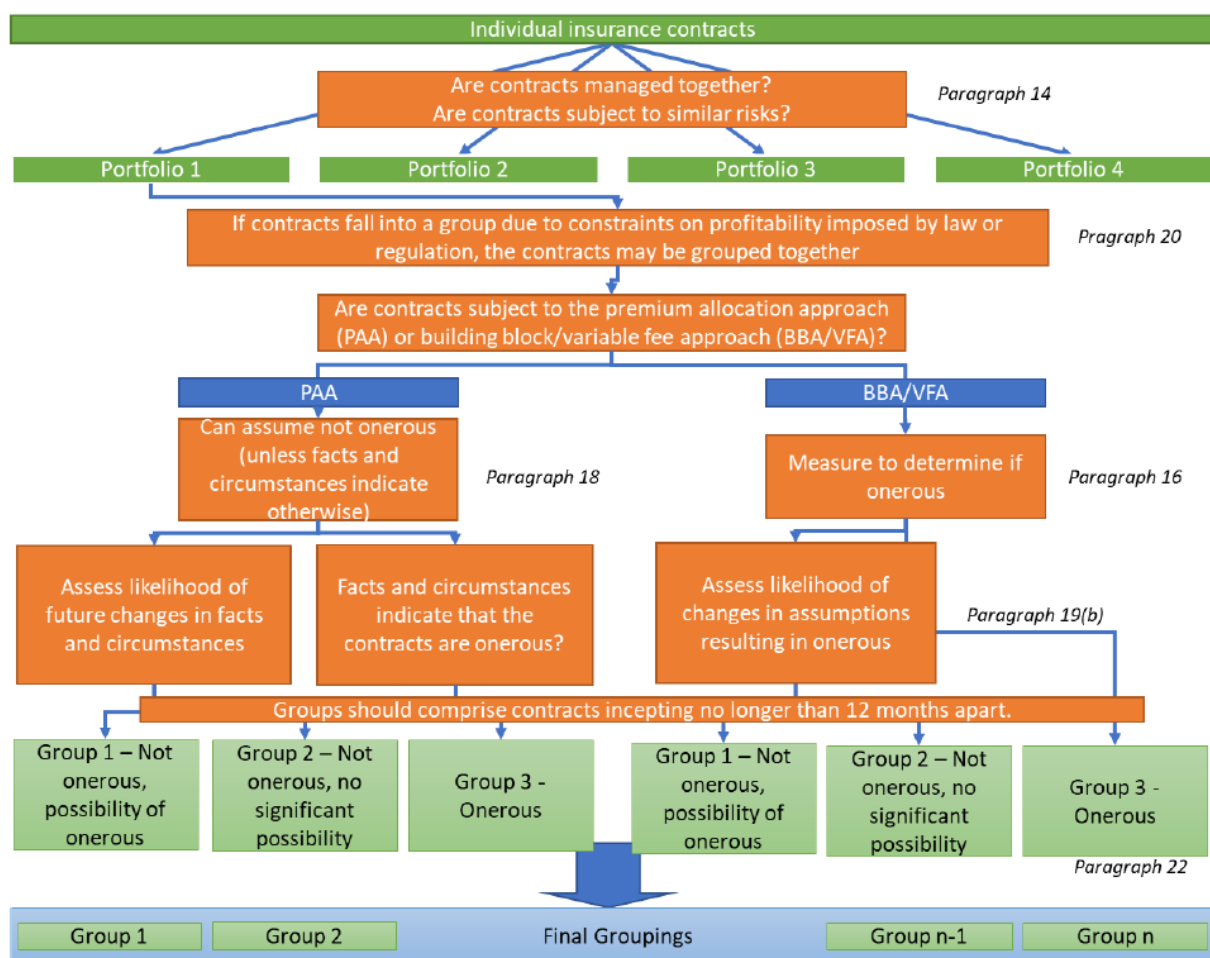 Individual insurance contracts
Are contracts managed together?
Are contracts subject to similar risks?
Paragraph 14
Portfolio 1
Portfolio 2
Portfolio 3
Portfolio 4
If contracts fall into a group due to constraints on profitability imposed by law or
regulation, the contracts may be grouped together
Pragraph 20
Are contracts subject to the premium allocation approach
(PAA) or building block/variable fee approach (BBA/VFA)?
PAA
BBA/VFA
Can assume not onerous
(unless facts and
circumstances indicate
otherwise)
Paragraph 18
Measure to determine if
onerous
Paragraph 16
Assess likelihood of
future changes in facts
and circumstances
Facts and circumstances
indicate that the
contracts are onerous?
Assess likelihood of
changes in assumptions
resulting in onerous
Paragraph 19(b)
Groups should comprise contracts incepting no longer than 12 months apart.
Group 1 – Not
onerous,
possibility of
onerous
Group 2 – Not
onerous, no
significant
possibility
Group 3 -
Onerous
Group 1 – Not
onerous,
possibility of
onerous
Group 2 – Not
onerous, no
significant
possibility
Group 3 -
Onerous
Paragraph 22
Group 1
Group 2
Final Groupings
Group n-1
Group n